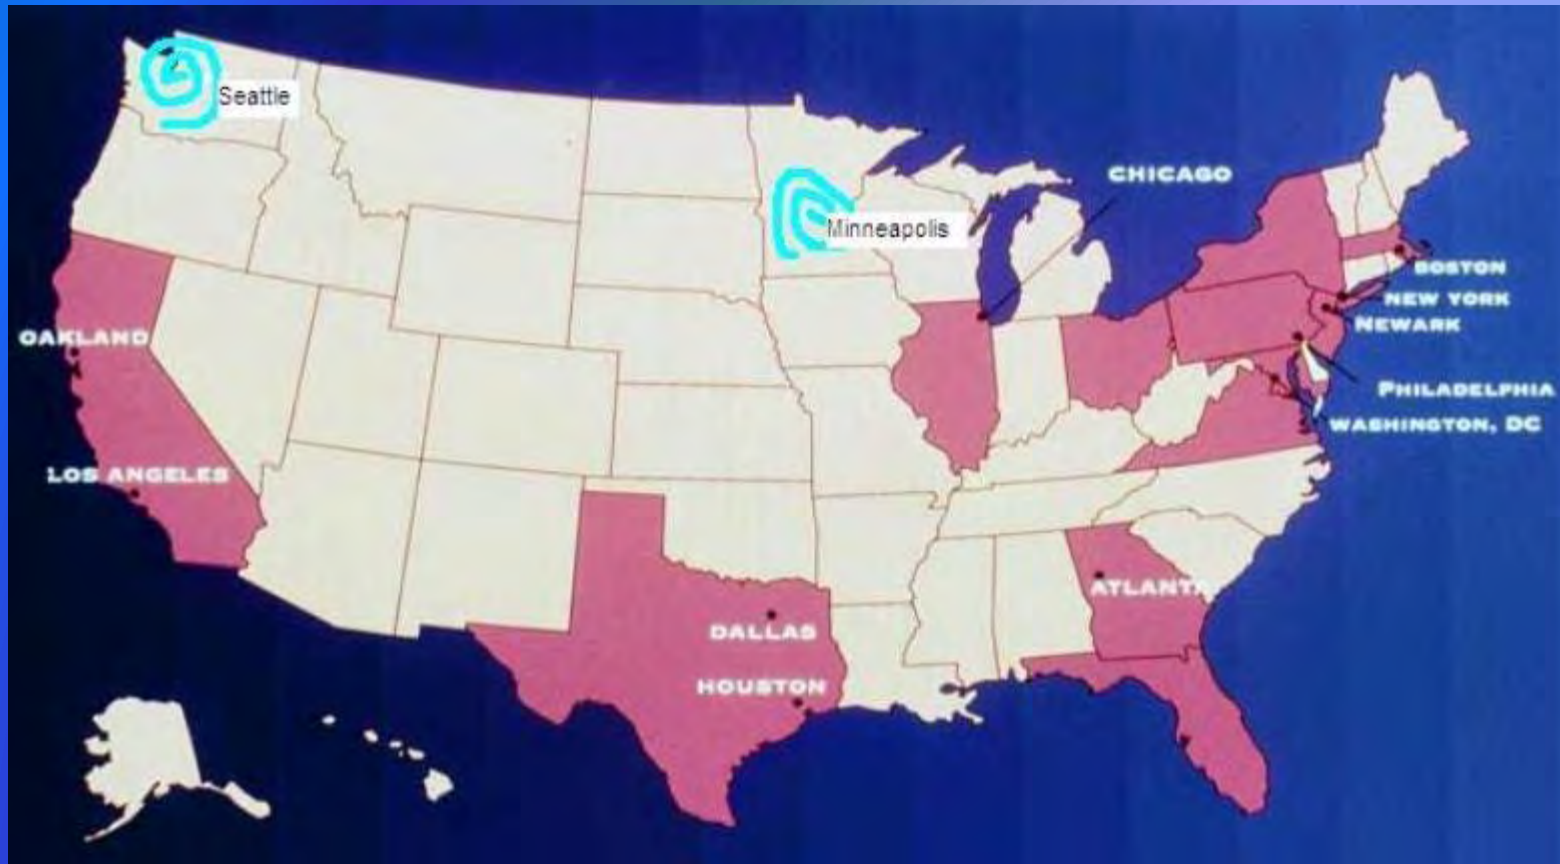 Seattle
CHICAGO
Minneapolis
BOSTON
NEW YORK
NEWARK
OAKLAND
PHILADELPHIA
WASHINGTON, DC
LOS ANGELES
ATLANTA
DALLAS
HOUSTON